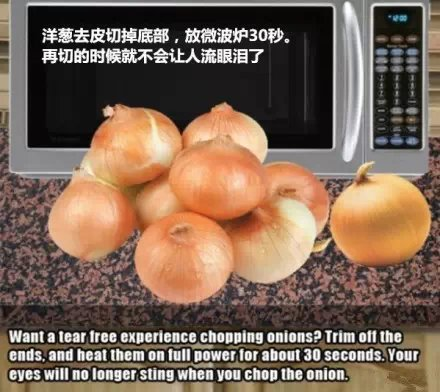 洋葱去皮切掉底部，放微波炉30秒。
再切的时候就不会让人流眼泪了
12:00
Want a tear free experience chopping onions? Trim off the
ends, and heat them on full power for about 30 seconds. Your
eyes will no longer sting when you chop the onion.